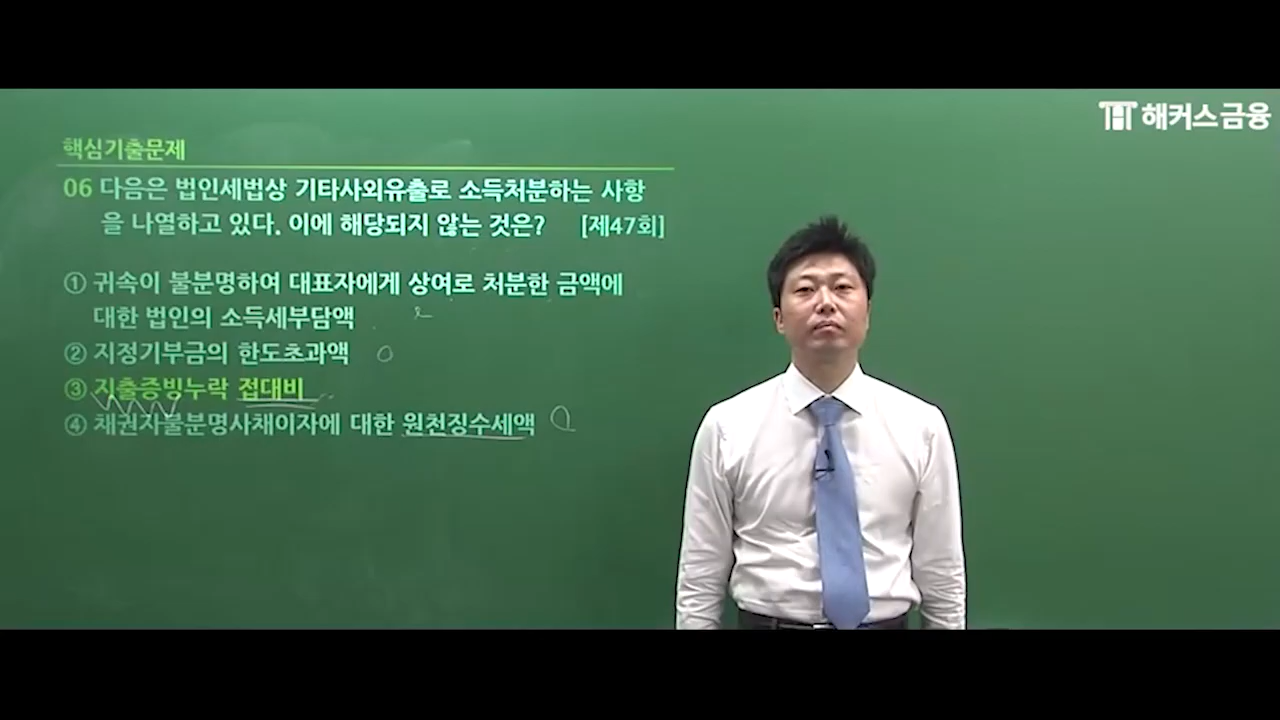 해커스금융
핵심기출문제
06 다음은 법인세법상 기타사외유출로 소득처분하는 사항
을 나열하고 있다. 이에 해당되지 않는 것은? [제47회]
① 귀속이 불분명하여 대표자에게 상여로 처분한 금액에
대한 법인의 소득세부담액
② 지정기부금의 한도초과액
③ 지출증빙누락 접대비
④ 채권자불분명사채이자에 대한 원천징수세액